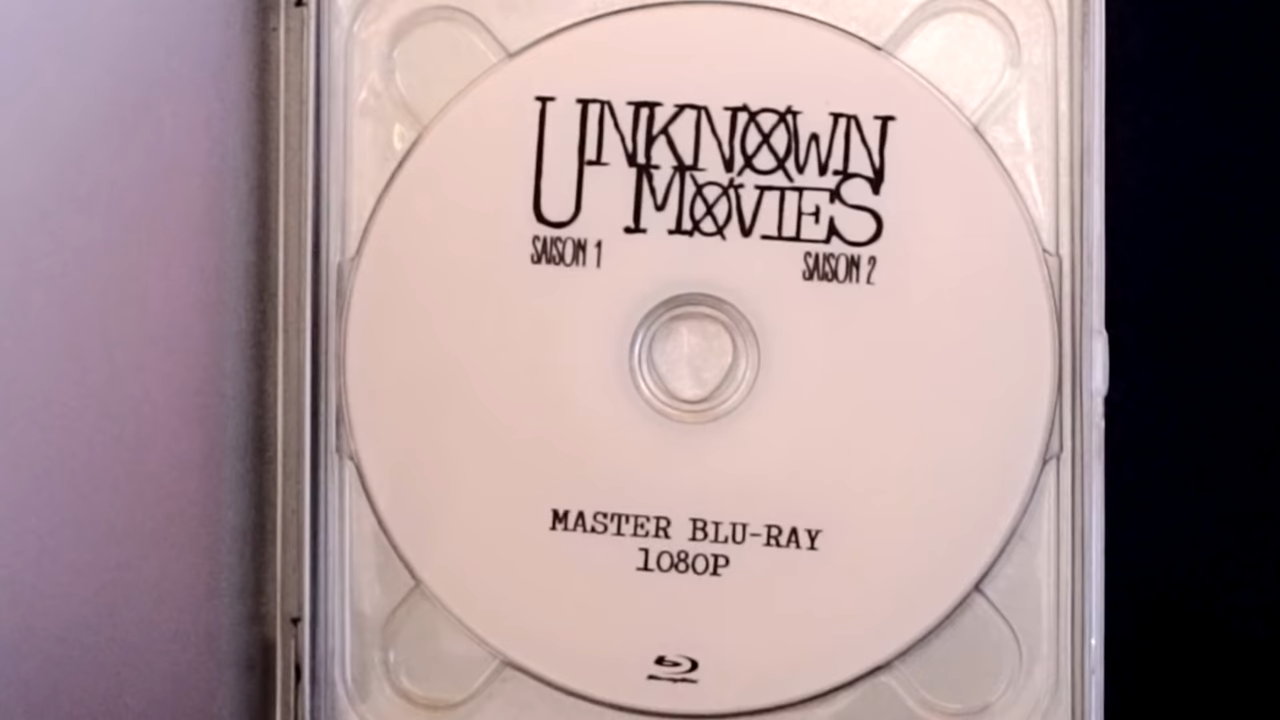 UNKNOWN
MOVIES
SAISON 1 SAISON 2
MASTER BLU-RAY
1080P